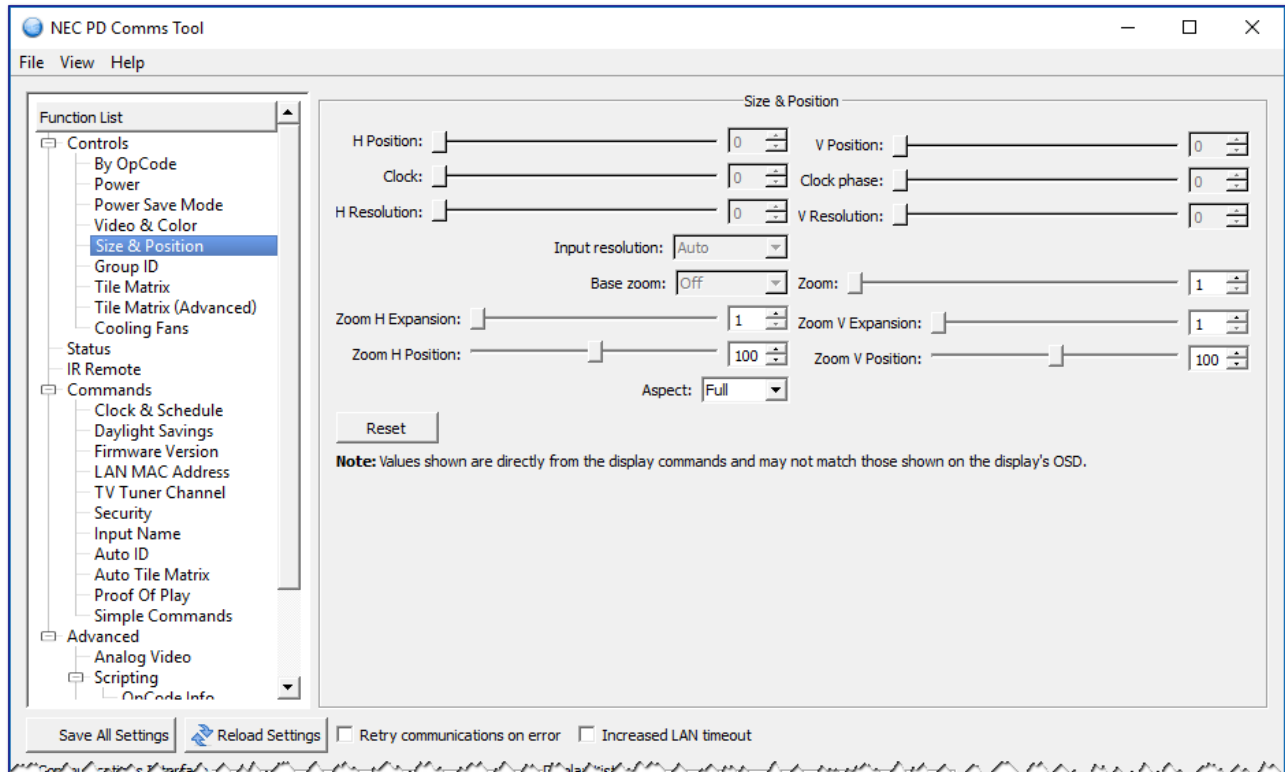 NEC PD Comms Tool
File View Help
Function List
Controls
By OpCode
Power
Power Save Mode
Video & Color
Size & Position
Group ID
Tile Matrix
Tile Matrix (Advanced)
Cooling Fans
Status
IR Remote
Commands
Clock & Schedule
Daylight Savings
Firmware Version
LAN MAC Address
TV Tuner Channel
Security
Input Name
Auto ID
Auto Tile Matrix
Proof Of Play
Simple Commands
Advanced
Analog Video
Scripting
OpCode Info
Size & Position
H Position: 0 V Position: 0
Clock: 0 Clock phase: 0
H Resolution: 0 V Resolution: 0
Input resolution: Auto
Base zoom: Off Zoom: 1
Zoom H Expansion: 1 Zoom V Expansion: 1
Zoom H Position: 100 Zoom V Position: 100
Aspect: Full
Reset
Note: Values shown are directly from the display commands and may not match those shown on the display's OSD.
Save All Settings Reload Settings Retry communications on error Increased LAN timeout